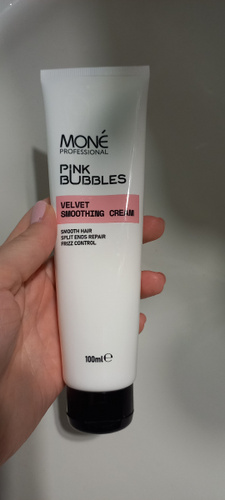 MONÉ
PROFESSIONAL
PINK
BUBBLES
VELVET
SMOOTHING CREAM
SMOOTH HAIR
SPLIT ENDS REPAIR
FRIZZ CONTROL
100ml ℮